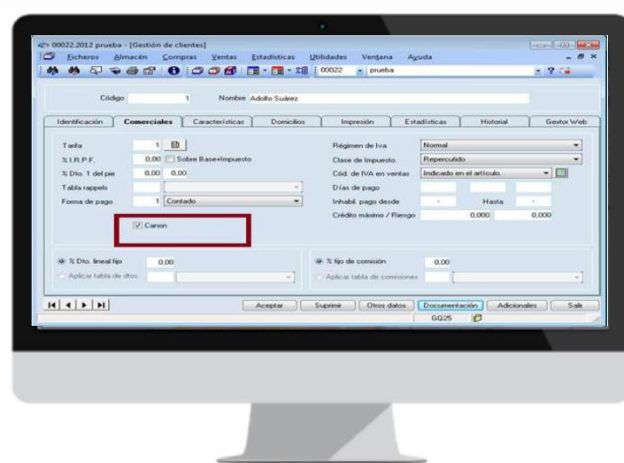 00022.2012 prueba - [Gestión de clientes]
Ficheros Almacén Compras Ventas Estadísticas Utilidades Ventana Ayuda
00022 prueba
Código 1 Nombre Adolfo Suárez
Identificación Comerciales Características Domicilios Impresión Estadísticas Historial Gextor Web
Tarifa 1 Régimen de Iva Normal
% I.R.P.F. 0,00 Sobre Base+Impuesto Clase de Impuesto Repercutido
% Dto. 1 del pie 0,00 0,00 Cód. de IVA en ventas Indicado en el artículo
Tabla rappels Días de pago
Forma de pago 1 Contado Inhabil. pago desde - Hasta -
Crédito máximo / Riesgo 0,000 0,000
Canon
% Dto. lineal fijo 0,00 % fijo de comisión 0,00
Aplicar tabla de dtos. Aplicar tabla de comisiones
Aceptar Suprimir Otros datos Documentación Adicionales Salir
GQ25